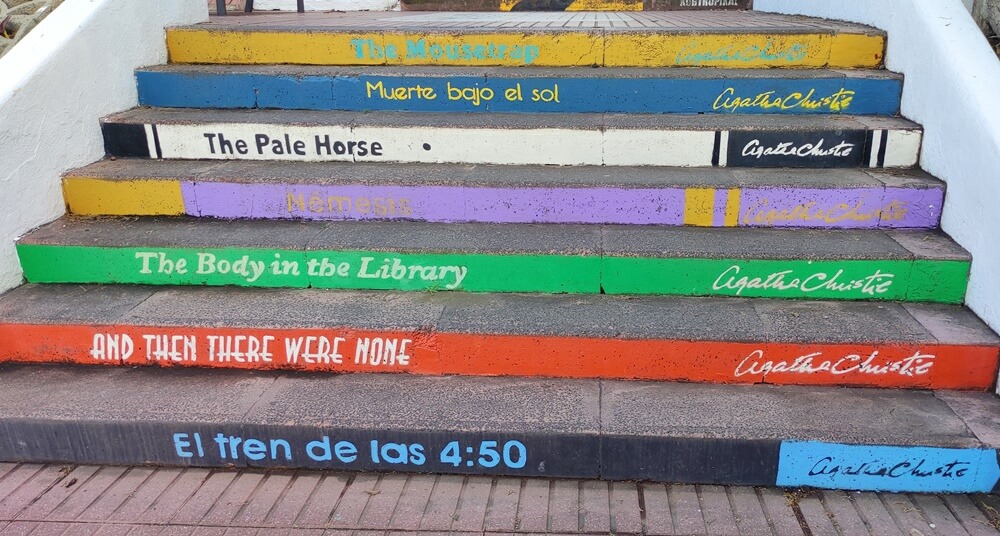 The Mousetrap Agatha Christie
Muerte bajo el sol Agatha Christie
The Pale Horse Agatha Christie
Némesis Agatha Christie
The Body in the Library Agatha Christie
AND THEN THERE WERE NONE Agatha Christie
El tren de las 4:50 Agatha Christie